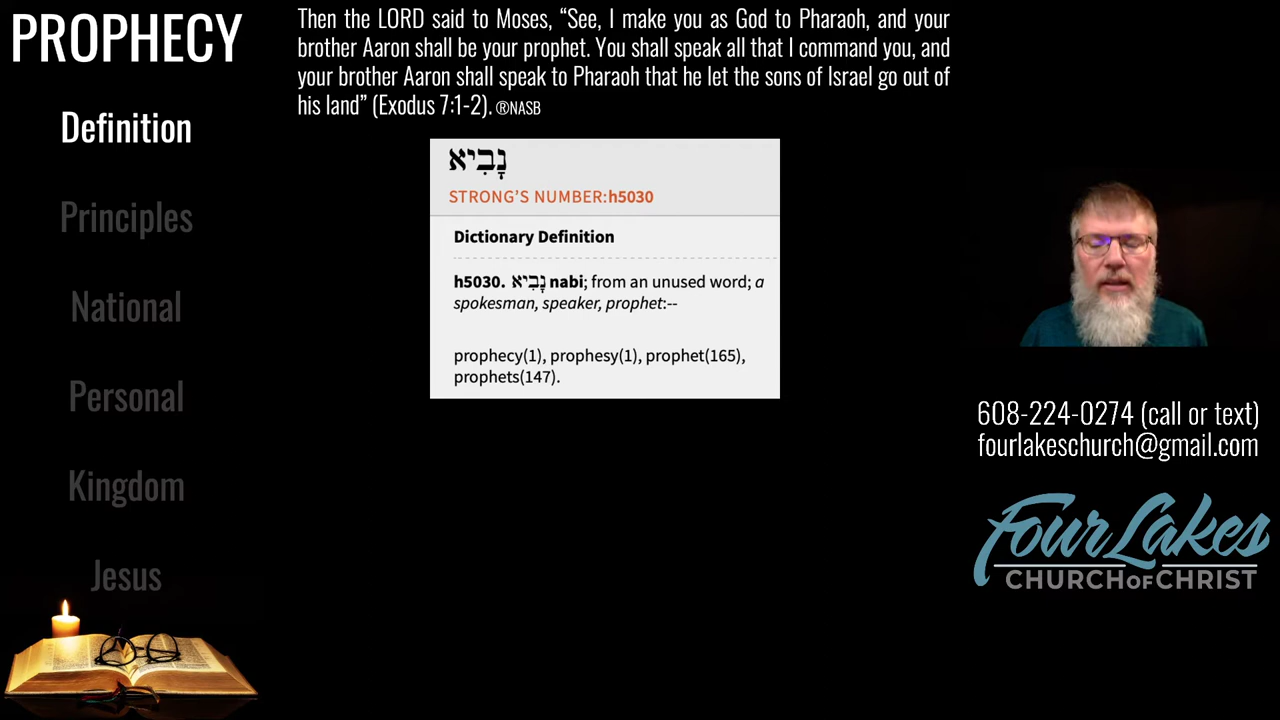 PROPHECY
Definition
Principles
National
Personal
Kingdom
Jesus
Then the LORD said to Moses, “See, I make you as God to Pharaoh, and your
brother Aaron shall be your prophet. You shall speak all that I command you, and
your brother Aaron shall speak to Pharaoh that he let the sons of Israel go out of
his land” (Exodus 7:1-2). ®NASB
נָבִיא
STRONG’S NUMBER:h5030
Dictionary Definition
h5030. נָבִיא nabi; from an unused word; a
spokesman, speaker, prophet:--
prophecy(1), prophesy(1), prophet(165),
prophets(147).
608-224-0274 (call or text)
fourlakeschurch@gmail.com
Four Lakes
CHURCH OF CHRIST